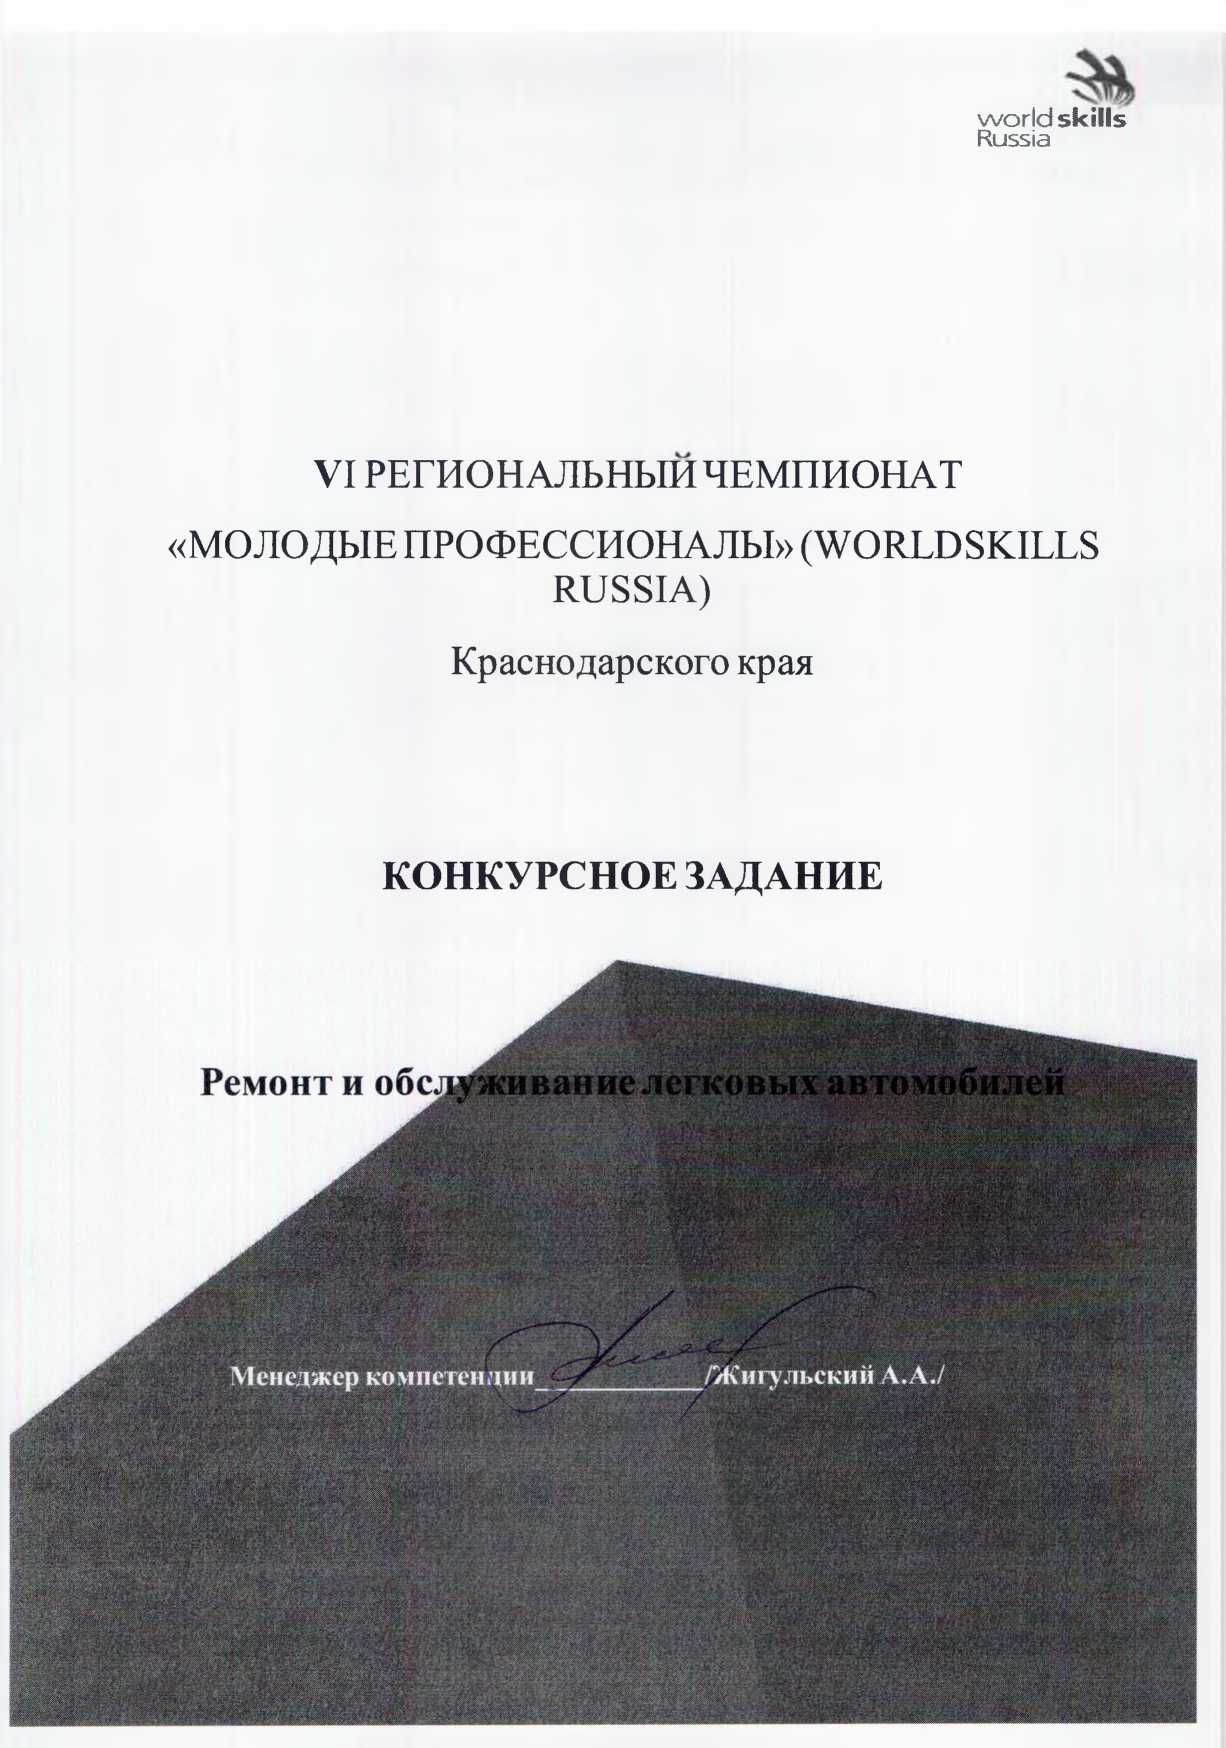 world skills
Russia
VI РЕГИОНАЛЬНЫЙ ЧЕМПИОНАТ
«МОЛОДЫЕ ПРОФЕССИОНАЛЫ» (WORLDSKILLS
RUSSIA)
Краснодарского края
КОНКУРСНОЕ ЗАДАНИЕ
Ремонт и обслуживание легковых автомобилей
Менеджер компетенции____________/Жигульский А.А./